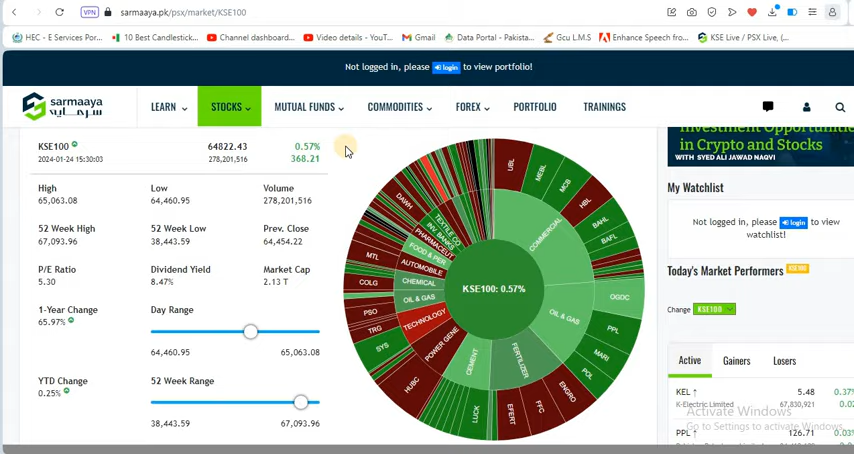 sarmaaya.pk/psx/market/KSE100
VPN
HEC - E Services Por...
10 Best Candlestick...
Channel dashboard...
Video details - YouT...
Gmail
Data Portal - Pakista...
Gcu L.M.S
Enhance Speech fro...
KSE Live / PSX Live, (...
Not logged in, please login to view portfolio!
sarmaaya
سرمایہ
LEARN
STOCKS
MUTUAL FUNDS
COMMODITIES
FOREX
PORTFOLIO
TRAININGS
KSE100 64822.43 0.57%
2024-01-24 15:30:03 278,201,516 368.21
High Low Volume
65,063.08 64,460.95 278,201,516
52 Week High 52 Week Low Prev. Close
67,093.96 38,443.59 64,454.22
P/E Ratio Dividend Yield Market Cap
5.30 8.47% 2.13 T
1-Year Change Day Range
65.97%
64,460.95 65,063.08
YTD Change 52 Week Range
0.25%
38,443.59 67,093.96
KSE100: 0.57%
COMMERCIAL
OIL & GAS
FERTILIZER
CEMENT
POWER GENE
TECHNOLOGY
OIL & GAS
CHEMICAL
AUTOMOBILE
FOOD & PER
PHARMACEUT
INV. BANKS
TEXTILE CO
UBL
MEBL
MCB
HBL
BAHL
BAFL
OGDC
PPL
MARI
POL
ENGRO
FFC
EFERT
LUCK
HUBC
SYS
TRG
PSO
COLG
MTL
DAWH
Investment Opportunities
in Crypto and Stocks
WITH SYED ALI JAWAD NAQVI
My Watchlist
Not logged in, please login to view
watchlist!
Today's Market Performers KSE100
Change KSE100
Active Gainers Losers
KEL ↑ 5.48 0.37%
K-Electric Limited 67,830,921 0.02
PPL ↑ 126.71 0.03%
Activate Windows
Go to Settings to activate Windows.